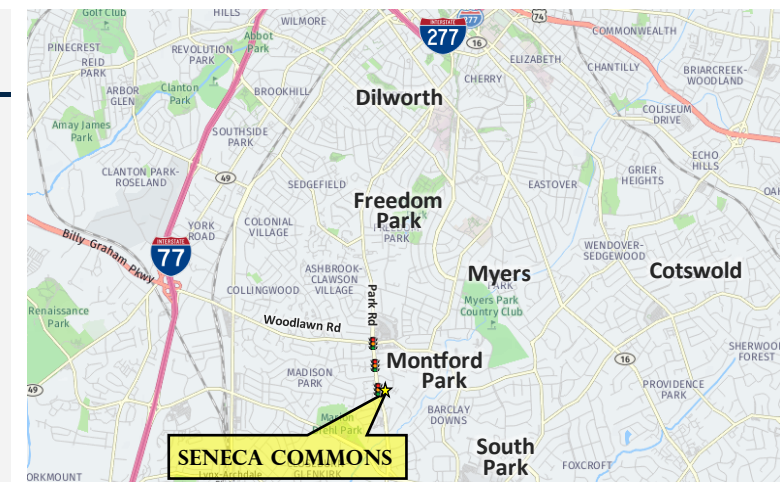 Golf Club
HILLS
WILMORE
INTERSTATE
277
277
74
COMMONWEALTH
PINECREST
REVOLUTION
PARK
Abbot
Park
16
ELIZABETH
CHANTILLY
REID
PARK
BRIARCREEK-
WOODLAND
CHERRY
ARBOR
GLEN
Clanton
Park
BROOKHILL
Dilworth
COLISEUM
DRIVE
Amay James
Park
SOUTHSIDE
PARK
ECHO
HILLS
CLANTON PARK-
ROSELAND
49
SEDGEFIELD
EASTOVER
GRIER
HEIGHTS
Freedom
Park
PARK
YORK
ROAD
COLONIAL
VILLAGE
Billy Graham Pkwy
INTERSTATE
77
WENDOVER-
SEDGEWOOD
Cotswold
ASHBROOK-
CLAWSON
VILLAGE
Myers
PARK
COLLINGWOOD
Park Rd
Myers Park
Country Club
Renaissance
Park
Woodlawn Rd
SHERWOOD
FOREST
Montford
Park
16
MADISON
PARK
PROVIDENCE
PARK
49
BARCLAY
DOWNS
SENECA COMMONS
South
Park
FOXCROFT
GLENKIRK